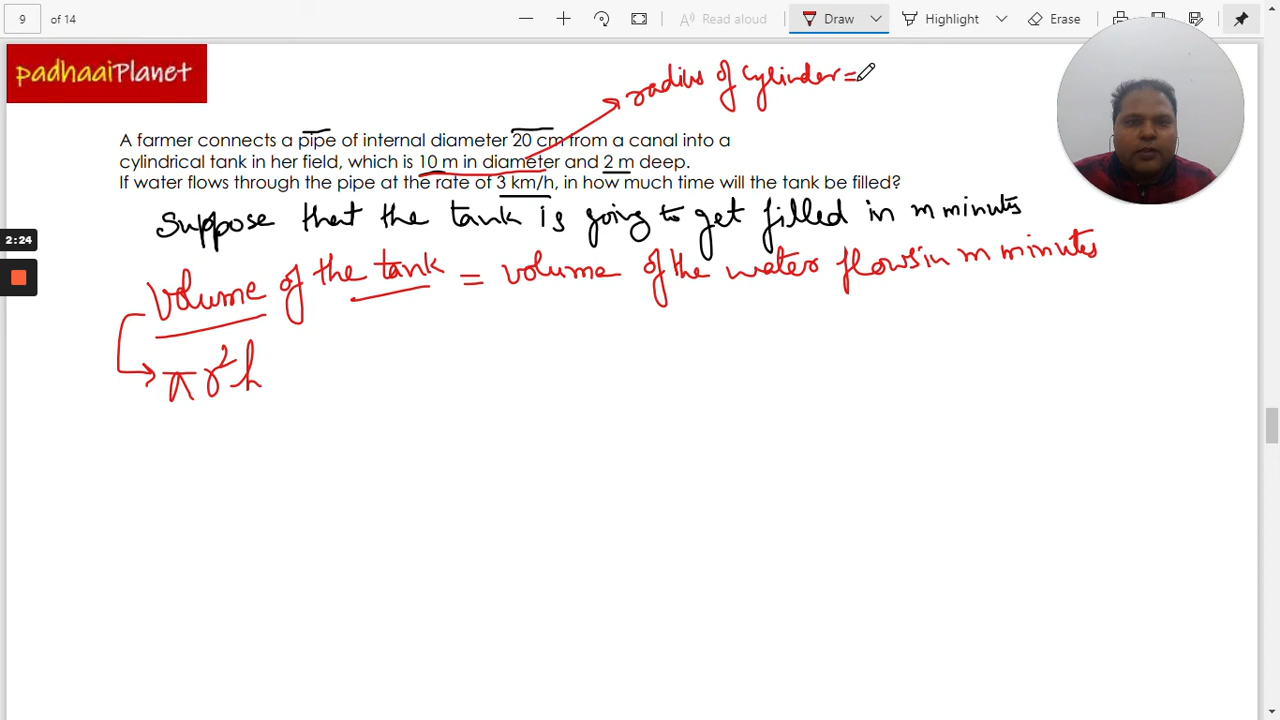 9 of 14
Read aloud
Draw
Highlight
Erase
padhaaiPlanet
radius of cylinder =
A farmer connects a pipe of internal diameter 20 cm from a canal into a
cylindrical tank in her field, which is 10 m in diameter and 2 m deep.
If water flows through the pipe at the rate of 3 km/h, in how much time will the tank be filled?
Suppose that the tank is going to get filled in m minutes
2:24
Volume of the tank = volume of the water flows in m minutes
πr²h